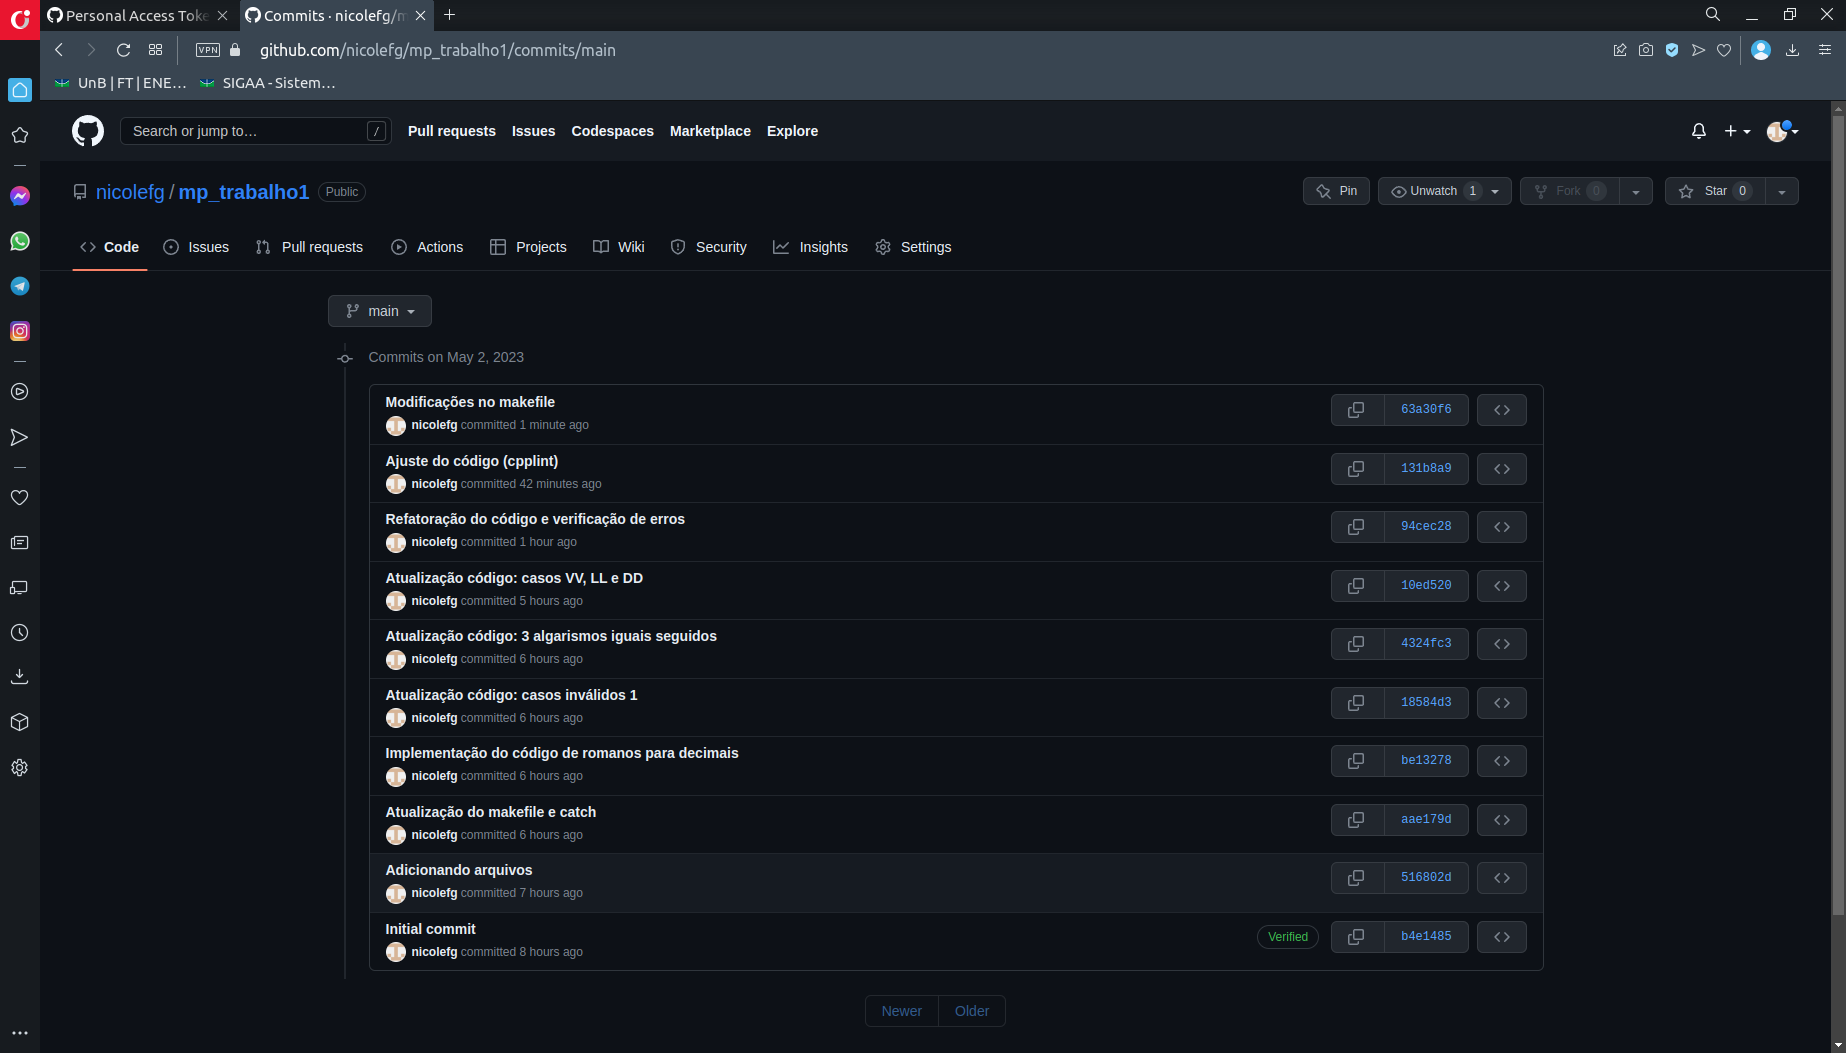 Personal Access Toke
Commits · nicolefg/m
VPN
github.com/nicolefg/mp_trabalho1/commits/main
UnB | FT | ENE...
SIGAA - Sistem...
Search or jump to...
/
Pull requests
Issues
Codespaces
Marketplace
Explore
nicolefg / mp_trabalho1
Public
Pin
Unwatch 1
Fork 0
Star 0
Code
Issues
Pull requests
Actions
Projects
Wiki
Security
Insights
Settings
main
Commits on May 2, 2023
Modificações no makefile
63a30f6
nicolefg committed 1 minute ago
Ajuste do código (cpplint)
131b8a9
nicolefg committed 42 minutes ago
Refatoração do código e verificação de erros
94cec28
nicolefg committed 1 hour ago
Atualização código: casos VV, LL e DD
10ed520
nicolefg committed 5 hours ago
Atualização código: 3 algarismos iguais seguidos
4324fc3
nicolefg committed 6 hours ago
Atualização código: casos inválidos 1
18584d3
nicolefg committed 6 hours ago
Implementação do código de romanos para decimais
be13278
nicolefg committed 6 hours ago
Atualização do makefile e catch
aae179d
nicolefg committed 6 hours ago
Adicionando arquivos
516802d
nicolefg committed 7 hours ago
Initial commit
Verified
b4e1485
nicolefg committed 8 hours ago
Newer
Older